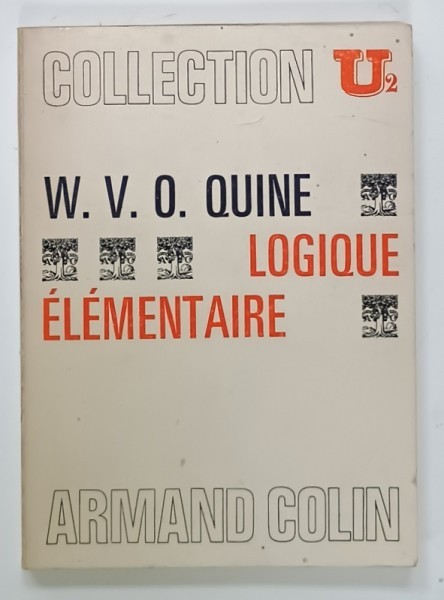 COLLECTION U2
W. V. O. QUINE
LOGIQUE
ÉLÉMENTAIRE
ARMAND COLIN